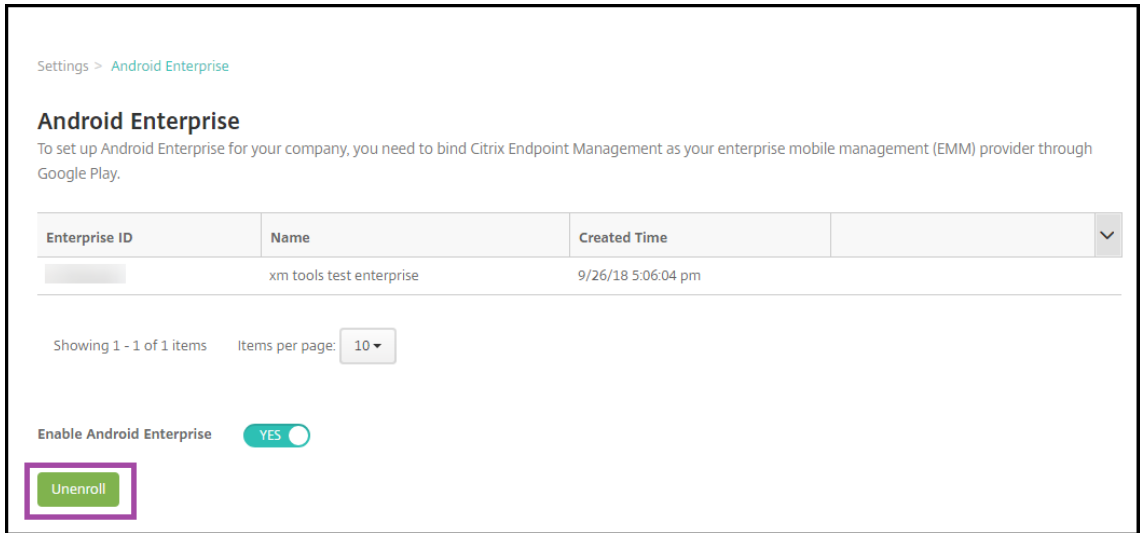 Settings > Android Enterprise
Android Enterprise
To set up Android Enterprise for your company, you need to bind Citrix Endpoint Management as your enterprise mobile management (EMM) provider through
Google Play.
Enterprise ID Name Created Time
xm tools test enterprise 9/26/18 5:06:04 pm
Showing 1 - 1 of 1 items Items per page: 10
Enable Android Enterprise YES
Unenroll